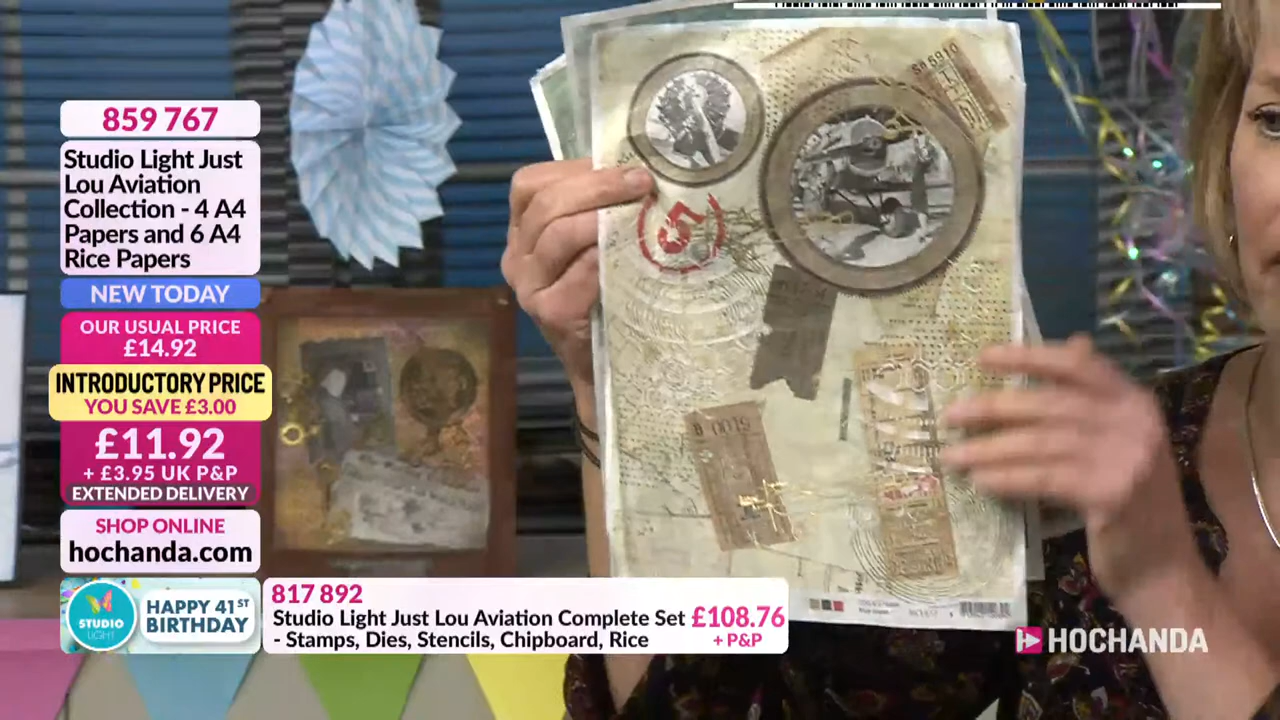 859 767
Studio Light Just
Lou Aviation
Collection - 4 A4
Papers and 6 A4
Rice Papers
NEW TODAY
OUR USUAL PRICE
£14.92
INTRODUCTORY PRICE
YOU SAVE £3.00
£11.92
+ £3.95 UK P&P
EXTENDED DELIVERY
SHOP ONLINE
hochanda.com
STUDIO
LIGHT
HAPPY 41ST
BIRTHDAY
817 892
Studio Light Just Lou Aviation Complete Set £108.76
- Stamps, Dies, Stencils, Chipboard, Rice + P&P
HOCHANDA
5
8 0019